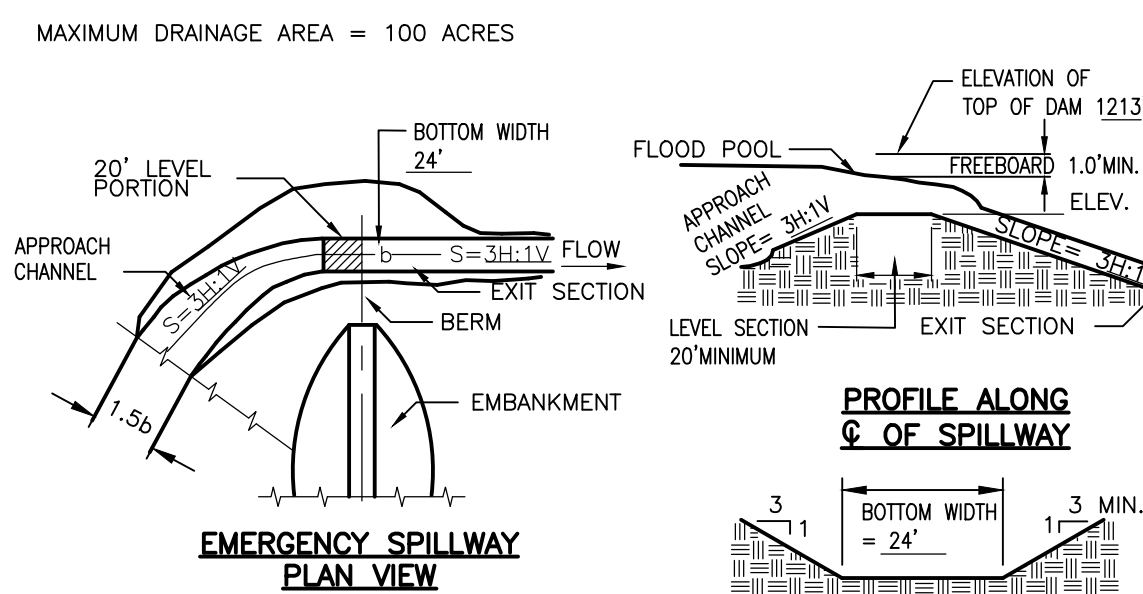 MAXIMUM DRAINAGE AREA = 100 ACRES
BOTTOM WIDTH
24'
20' LEVEL
PORTION
APPROACH
CHANNEL
S=3H:1V
b
S=3H:1V
FLOW
EXIT SECTION
BERM
EMBANKMENT
1.5b
EMERGENCY SPILLWAY
PLAN VIEW
ELEVATION OF
TOP OF DAM 1213
FLOOD POOL
FREEBOARD 1.0'MIN.
ELEV.
APPROACH
CHANNEL
SLOPE= 3H:1V
SLOPE= 3H:1
LEVEL SECTION
20'MINIMUM
EXIT SECTION
PROFILE ALONG
℄ OF SPILLWAY
3
1
BOTTOM WIDTH
= 24'
3 MIN.
1